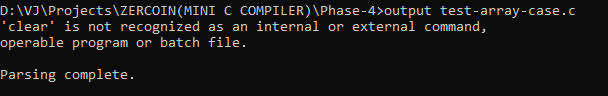 D:\VJ\Projects\ZERCOIN(MINI C COMPILER)\Phase-4>output test-array-case.c
'clear' is not recognized as an internal or external command,
operable program or batch file.
Parsing complete.